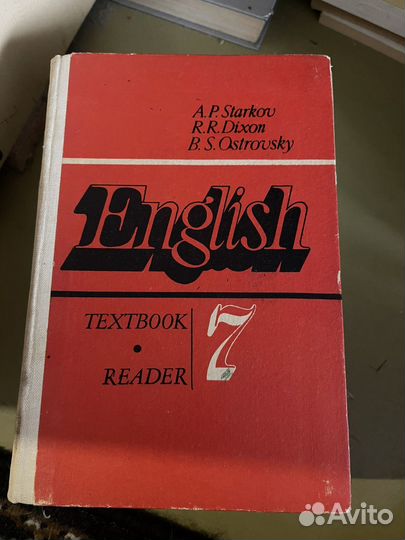 A.P. Starkov
R.R. Dixon
B.S. Ostrovsky
English
TEXTBOOK
•
READER
7
Avito